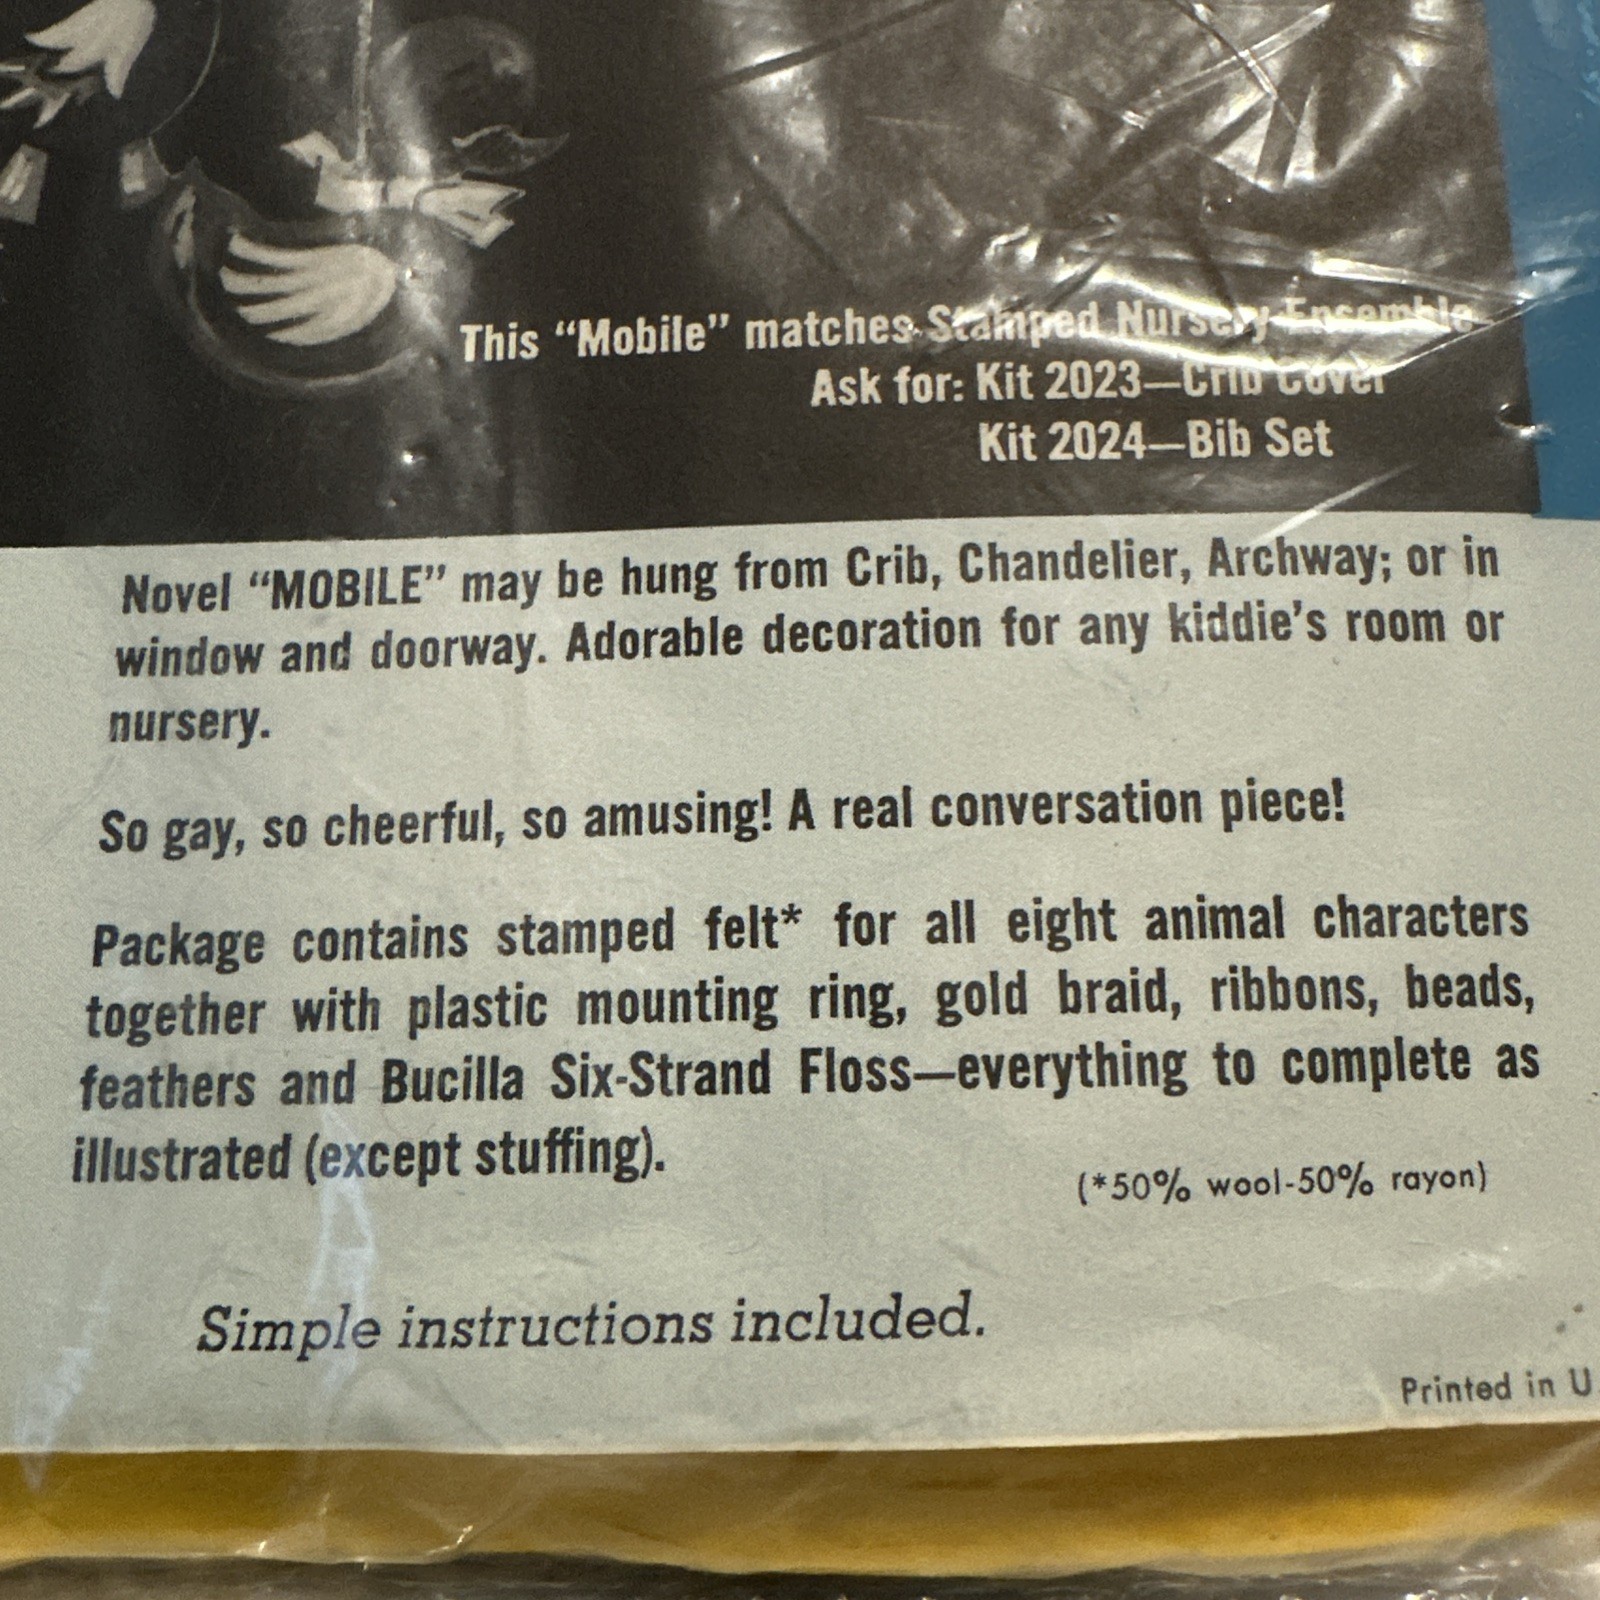 This “Mobile” matches Stamped Nursery Ensemble
Ask for: Kit 2023—Crib Cover
Kit 2024—Bib Set
Novel “MOBILE” may be hung from Crib, Chandelier, Archway; or in
window and doorway. Adorable decoration for any kiddie’s room or
nursery.
So gay, so cheerful, so amusing! A real conversation piece!
Package contains stamped felt* for all eight animal characters
together with plastic mounting ring, gold braid, ribbons, beads,
feathers and Bucilla Six-Strand Floss—everything to complete as
illustrated (except stuffing).
(*50% wool-50% rayon)
Simple instructions included.
Printed in U.